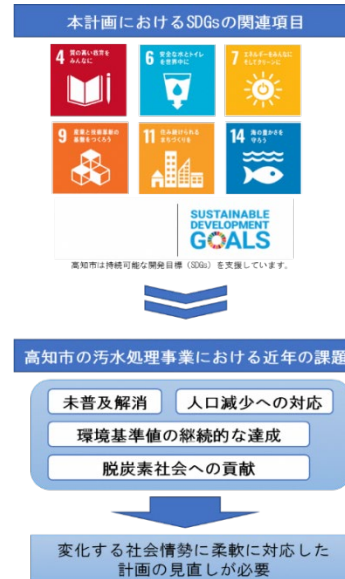 本計画におけるSDGsの関連項目
4 質の高い教育を
みんなに
6 安全な水とトイレ
を世界中に
7 エネルギーをみんなに
そしてクリーンに
9 産業と技術革新の
基盤をつくろう
11 住み続けられる
まちづくりを
14 海の豊かさを
守ろう
SUSTAINABLE
DEVELOPMENT
GOALS
高知市は持続可能な開発目標（SDGs）を支援しています。
高知市の汚水処理事業における近年の課題
未普及解消
人口減少への対応
環境基準値の継続的な達成
脱炭素社会への貢献
変化する社会情勢に柔軟に対応した
計画の見直しが必要